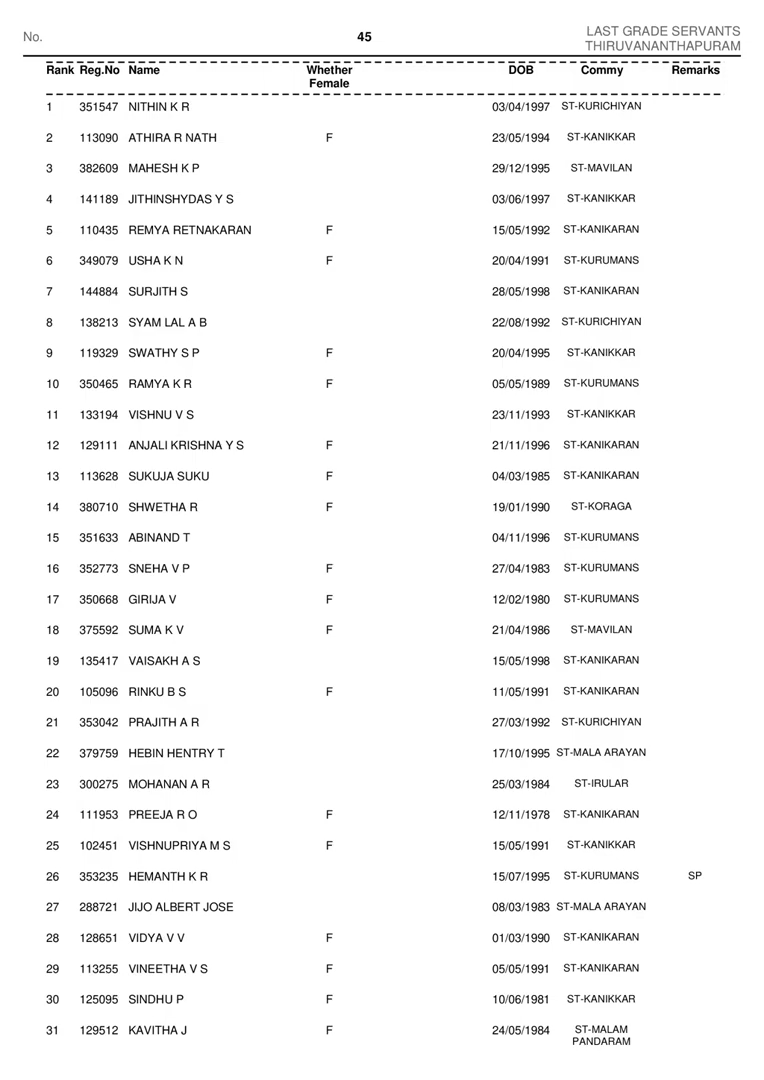 No. 45 LAST GRADE SERVANTS
THIRUVANANTHAPURAM
Rank Reg.No Name Whether Female DOB Commy Remarks
1 351547 NITHIN K R 03/04/1997 ST-KURICHIYAN
2 113090 ATHIRA R NATH F 23/05/1994 ST-KANIKKAR
3 382609 MAHESH K P 29/12/1995 ST-MAVILAN
4 141189 JITHINSHYDAS Y S 03/06/1997 ST-KANIKKAR
5 110435 REMYA RETNAKARAN F 15/05/1992 ST-KANIKARAN
6 349079 USHA K N F 20/04/1991 ST-KURUMANS
7 144884 SURJITH S 28/05/1998 ST-KANIKARAN
8 138213 SYAM LAL A B 22/08/1992 ST-KURICHIYAN
9 119329 SWATHY S P F 20/04/1995 ST-KANIKKAR
10 350465 RAMYA K R F 05/05/1989 ST-KURUMANS
11 133194 VISHNU V S 23/11/1993 ST-KANIKKAR
12 129111 ANJALI KRISHNA Y S F 21/11/1996 ST-KANIKARAN
13 113628 SUKUJA SUKU F 04/03/1985 ST-KANIKARAN
14 380710 SHWETHA R F 19/01/1990 ST-KORAGA
15 351633 ABINAND T 04/11/1996 ST-KURUMANS
16 352773 SNEHA V P F 27/04/1983 ST-KURUMANS
17 350668 GIRIJA V F 12/02/1980 ST-KURUMANS
18 375592 SUMA K V F 21/04/1986 ST-MAVILAN
19 135417 VAISAKH A S 15/05/1998 ST-KANIKARAN
20 105096 RINKU B S F 11/05/1991 ST-KANIKARAN
21 353042 PRAJITH A R 27/03/1992 ST-KURICHIYAN
22 379759 HEBIN HENTRY T 17/10/1995 ST-MALA ARAYAN
23 300275 MOHANAN A R 25/03/1984 ST-IRULAR
24 111953 PREEJA R O F 12/11/1978 ST-KANIKARAN
25 102451 VISHNUPRIYA M S F 15/05/1991 ST-KANIKKAR
26 353235 HEMANTH K R 15/07/1995 ST-KURUMANS SP
27 288721 JIJO ALBERT JOSE 08/03/1983 ST-MALA ARAYAN
28 128651 VIDYA V V F 01/03/1990 ST-KANIKARAN
29 113255 VINEETHA V S F 05/05/1991 ST-KANIKARAN
30 125095 SINDHU P F 10/06/1981 ST-KANIKKAR
31 129512 KAVITHA J F 24/05/1984 ST-MALAM
PANDARAM